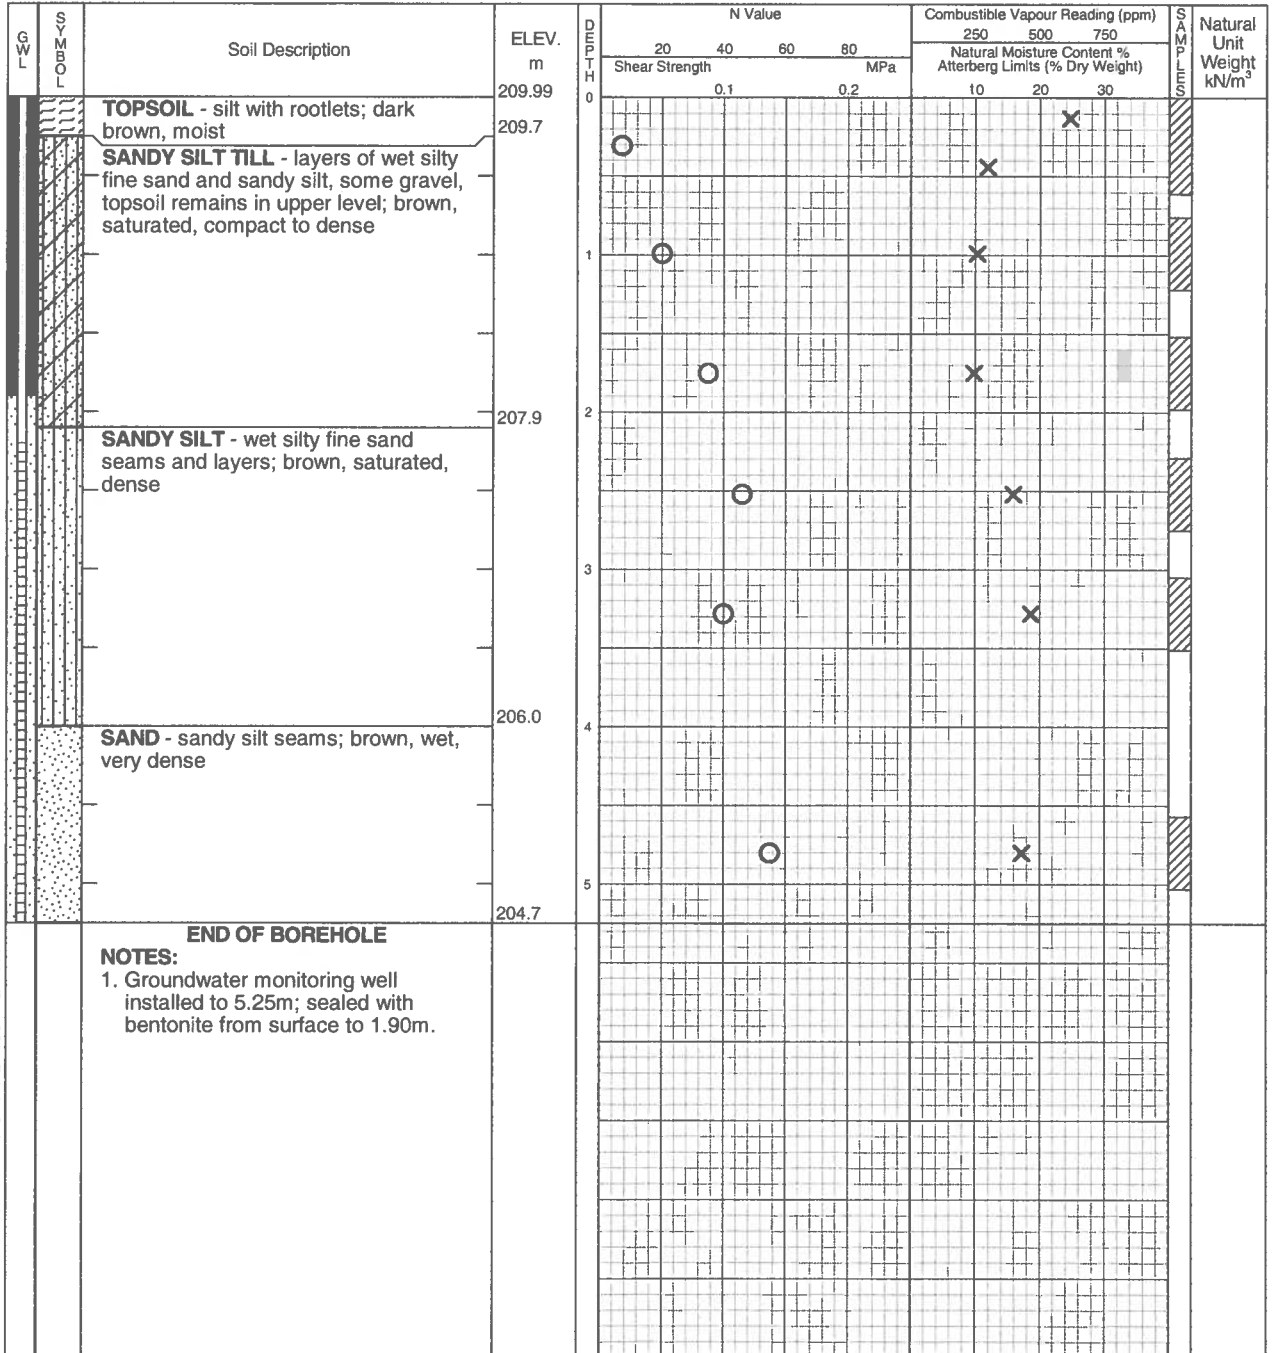 GWL
SYMBOL
Soil Description
ELEV.
m
DEPTH
N Value
20 40 60 80
Shear Strength MPa
0.1 0.2
Combustible Vapour Reading (ppm)
250 500 750
Natural Moisture Content %
Atterberg Limits (% Dry Weight)
10 20 30
SAMPLES
Natural
Unit
Weight
kN/m³
209.99
0
TOPSOIL - silt with rootlets; dark
brown, moist
209.7
SANDY SILT TILL - layers of wet silty
fine sand and sandy silt, some gravel,
topsoil remains in upper level; brown,
saturated, compact to dense
1
2
207.9
SANDY SILT - wet silty fine sand
seams and layers; brown, saturated,
dense
3
206.0
4
SAND - sandy silt seams; brown, wet,
very dense
5
204.7
END OF BOREHOLE
NOTES:
1. Groundwater monitoring well
installed to 5.25m; sealed with
bentonite from surface to 1.90m.